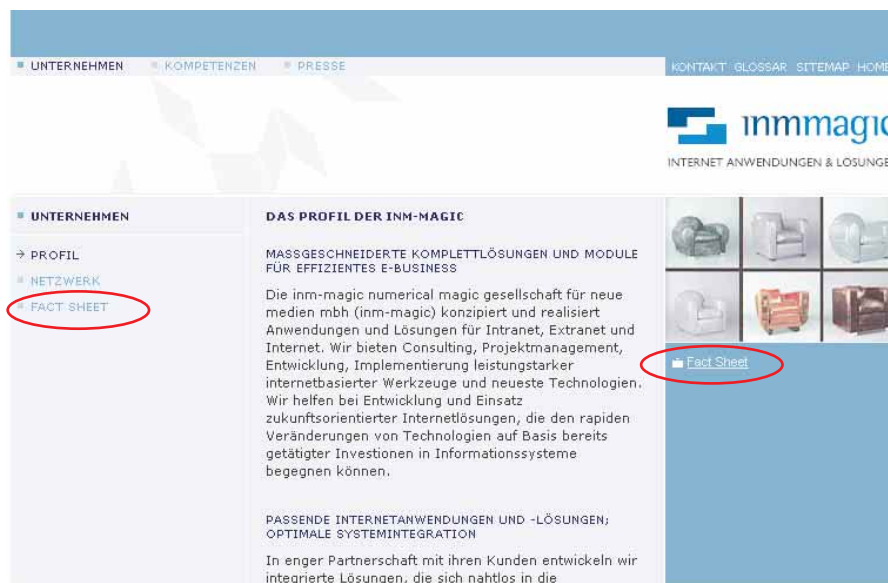 UNTERNEHMEN KOMPETENZEN PRESSE
KONTAKT GLOSSAR SITEMAP HOME
inmmagic
INTERNET ANWENDUNGEN & LÖSUNGE
UNTERNEHMEN
→ PROFIL
NETZWERK
FACT SHEET
DAS PROFIL DER INM-MAGIC
MASSGESCHNEIDERTE KOMPLETTLÖSUNGEN UND MODULE
FÜR EFFIZIENTES E-BUSINESS
Die inm-magic numerical magic gesellschaft für neue
medien mbh (inm-magic) konzipiert und realisiert
Anwendungen und Lösungen für Intranet, Extranet und
Internet. Wir bieten Consulting, Projektmanagement,
Entwicklung, Implementierung leistungstarker
internetbasierter Werkzeuge und neueste Technologien.
Wir helfen bei Entwicklung und Einsatz
zukunftsorientierter Internetlösungen, die den rapiden
Veränderungen von Technologien auf Basis bereits
getätigter Investionen in Informationssysteme
begegnen können.
PASSENDE INTERNETANWENDUNGEN UND -LÖSUNGEN;
OPTIMALE SYSTEMINTEGRATION
In enger Partnerschaft mit ihren Kunden entwickeln wir
integrierte Lösungen, die sich nahtlos in die
Fact Sheet